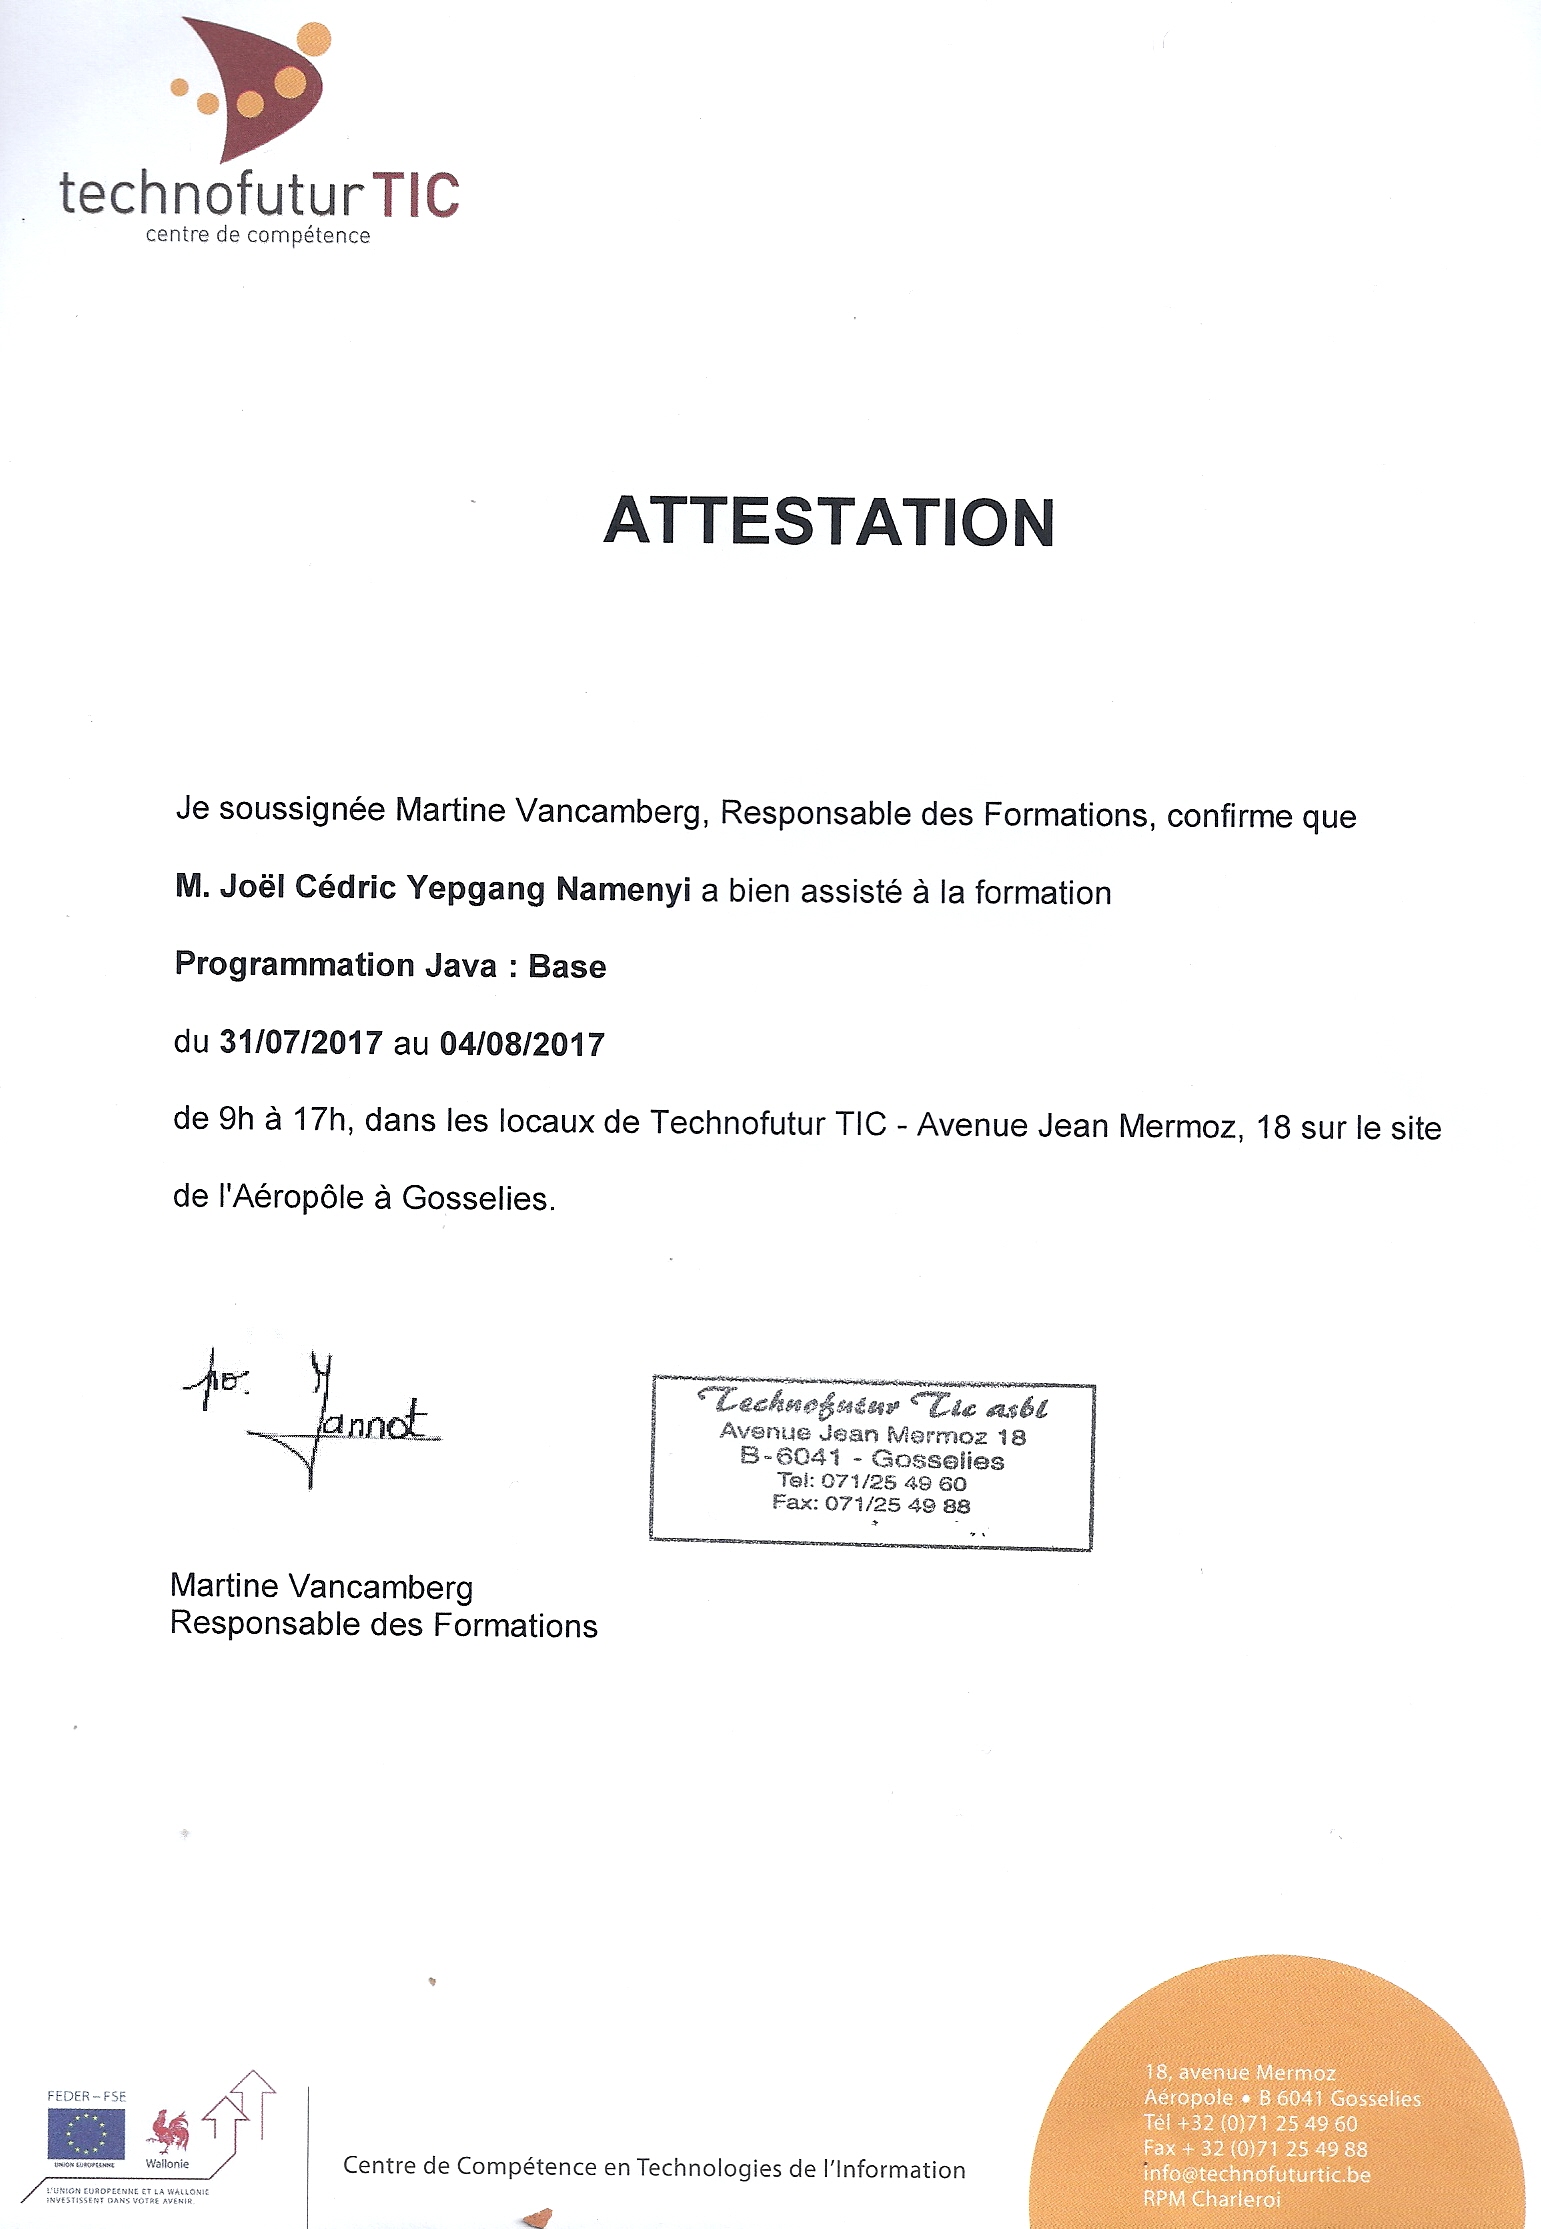 technofutur TIC
centre de compétence
ATTESTATION
Je soussignée Martine Vancamberg, Responsable des Formations, confirme que
M. Joël Cédric Yepgang Namenyi a bien assisté à la formation
Programmation Java : Base
du 31/07/2017 au 04/08/2017
de 9h à 17h, dans les locaux de Technofutur TIC - Avenue Jean Mermoz, 18 sur le site
de l'Aéropôle à Gosselies.
po. Y
Jannot
Technofutur Tic asbl
Avenue Jean Mermoz 18
B-6041 - Gosselies
Tel: 071/25 49 60
Fax: 071/25 49 88
Martine Vancamberg
Responsable des Formations
FEDER – FSE
UNION EUROPEENNE
Wallonie
L'UNION EUROPEENNE ET LA WALLONIE
INVESTISSENT DANS VOTRE AVENIR.
Centre de Compétence en Technologies de l'Information
18, avenue Mermoz
Aéropole • B 6041 Gosselies
Tél +32 (0)71 25 49 60
Fax + 32 (0)71 25 49 88
info@technofuturtic.be
RPM Charleroi